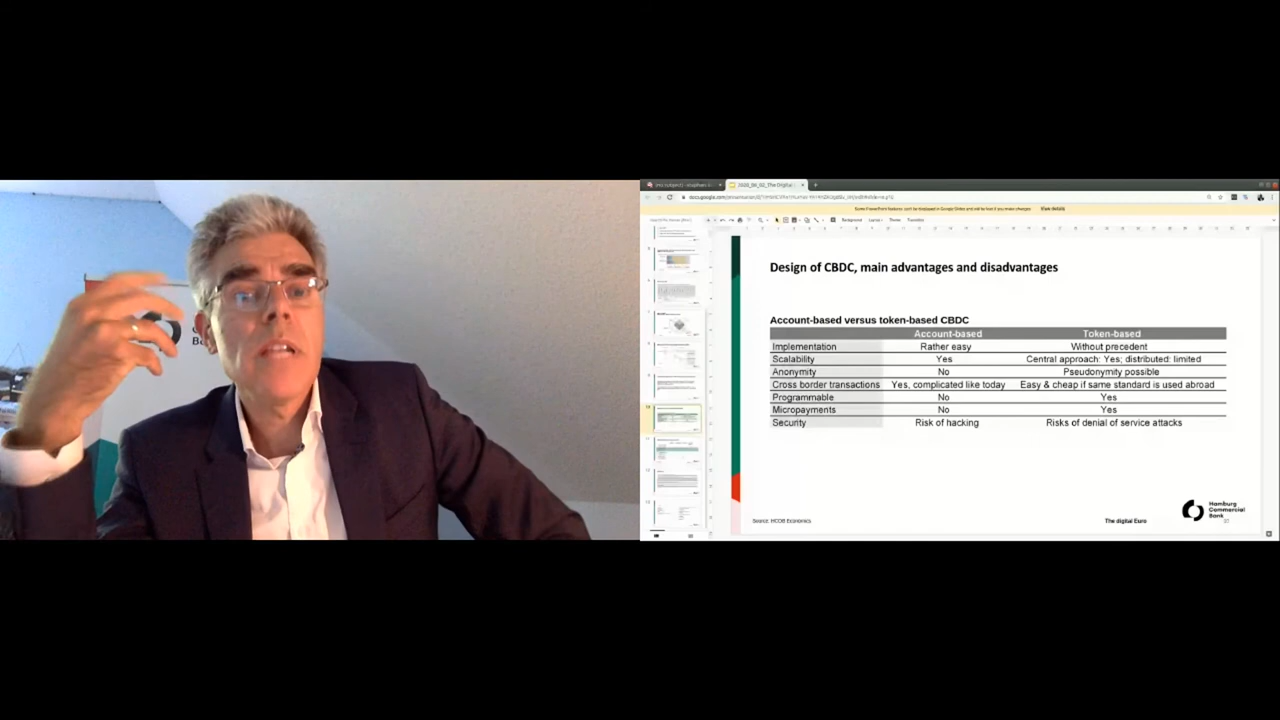 Design of CBDC, main advantages and disadvantages
Account-based versus token-based CBDC
Account-based Token-based
Implementation Rather easy Without precedent
Scalability Yes Central approach: Yes; distributed: limited
Anonymity No Pseudonymity possible
Cross border transactions Yes, complicated like today Easy & cheap if same standard is used abroad
Programmable No Yes
Micropayments No Yes
Security Risk of hacking Risks of denial of service attacks
Source: HCOB Economics
The digital Euro
Hamburg
Commercial
Bank